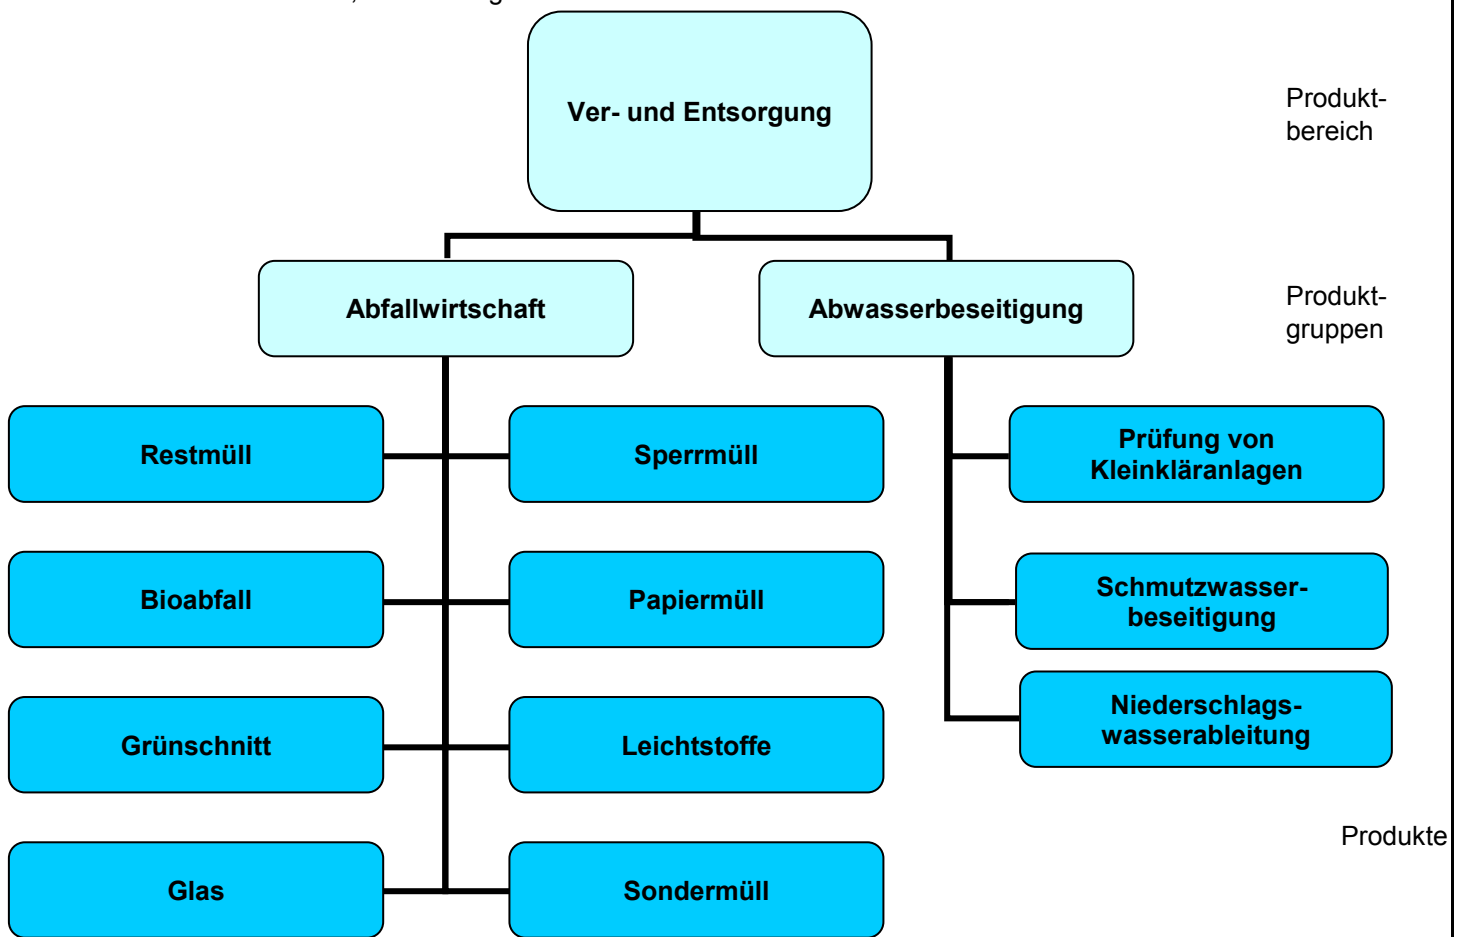 Ver- und Entsorgung
Produkt-
bereich
Abfallwirtschaft
Abwasserbeseitigung
Produkt-
gruppen
Restmüll
Sperrmüll
Prüfung von
Kleinkläranlagen
Bioabfall
Papiermüll
Schmutzwasser-
beseitigung
Grünschnitt
Leichtstoffe
Niederschlags-
wasserableitung
Produkte
Glas
Sondermüll